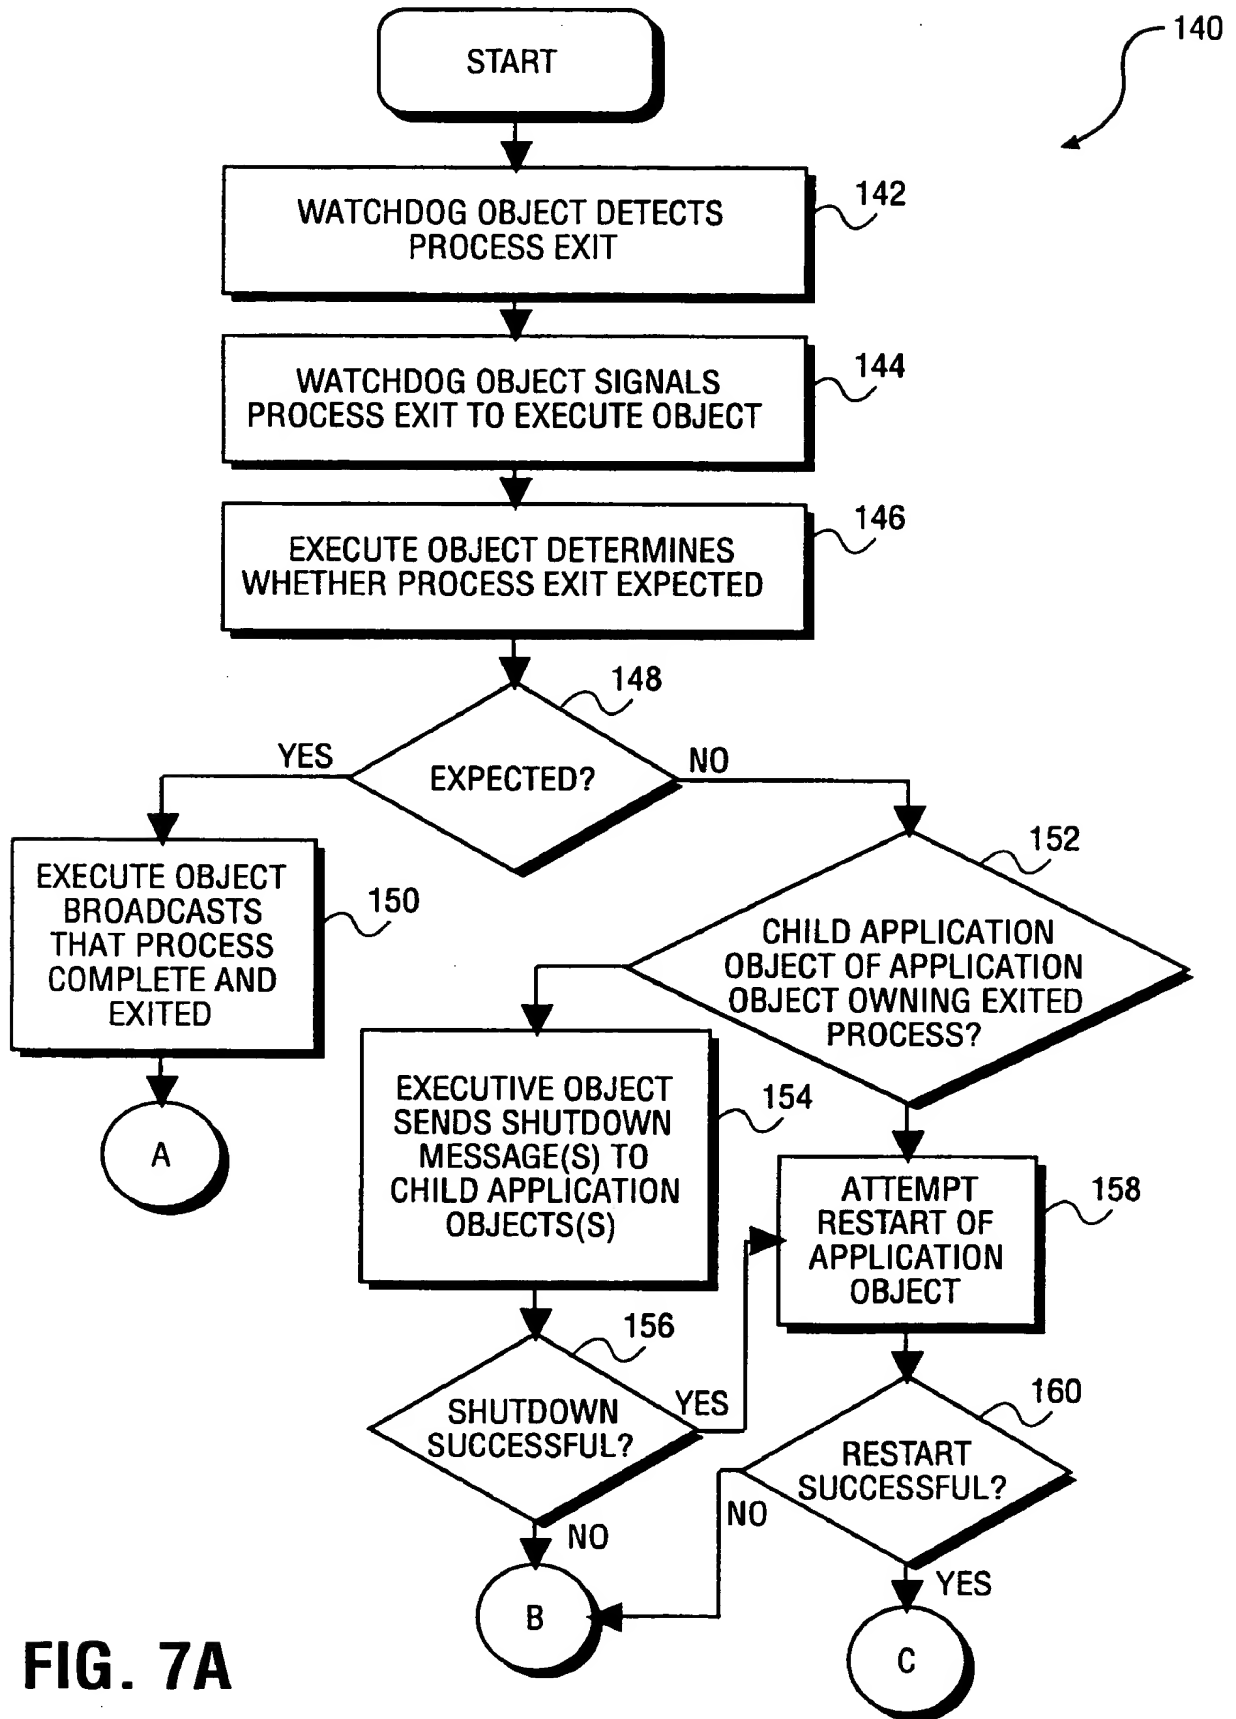 START
140
WATCHDOG OBJECT DETECTS
PROCESS EXIT
142
WATCHDOG OBJECT SIGNALS
PROCESS EXIT TO EXECUTE OBJECT
144
EXECUTE OBJECT DETERMINES
WHETHER PROCESS EXIT EXPECTED
146
148
EXPECTED?
YES
NO
EXECUTE OBJECT
BROADCASTS
THAT PROCESS
COMPLETE AND
EXITED
150
A
152
CHILD APPLICATION
OBJECT OF APPLICATION
OBJECT OWNING EXITED
PROCESS?
EXECUTIVE OBJECT
SENDS SHUTDOWN
MESSAGE(S) TO
CHILD APPLICATION
OBJECTS(S)
154
ATTEMPT
RESTART OF
APPLICATION
OBJECT
158
156
SHUTDOWN
SUCCESSFUL?
YES
NO
160
RESTART
SUCCESSFUL?
NO
YES
B
C
FIG. 7A